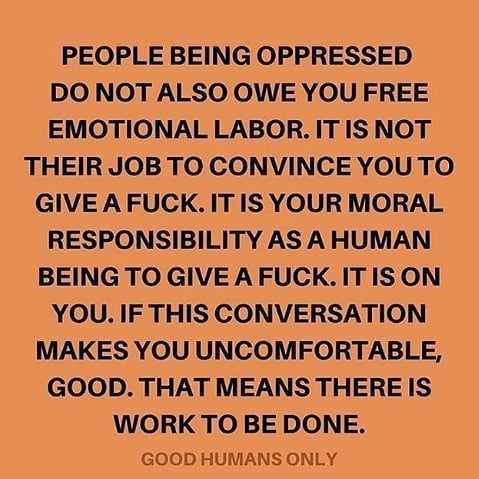 PEOPLE BEING OPPRESSED
DO NOT ALSO OWE YOU FREE
EMOTIONAL LABOR. IT IS NOT
THEIR JOB TO CONVINCE YOU TO
GIVE A FUCK. IT IS YOUR MORAL
RESPONSIBILITY AS A HUMAN
BEING TO GIVE A FUCK. IT IS ON
YOU. IF THIS CONVERSATION
MAKES YOU UNCOMFORTABLE,
GOOD. THAT MEANS THERE IS
WORK TO BE DONE.
GOOD HUMANS ONLY